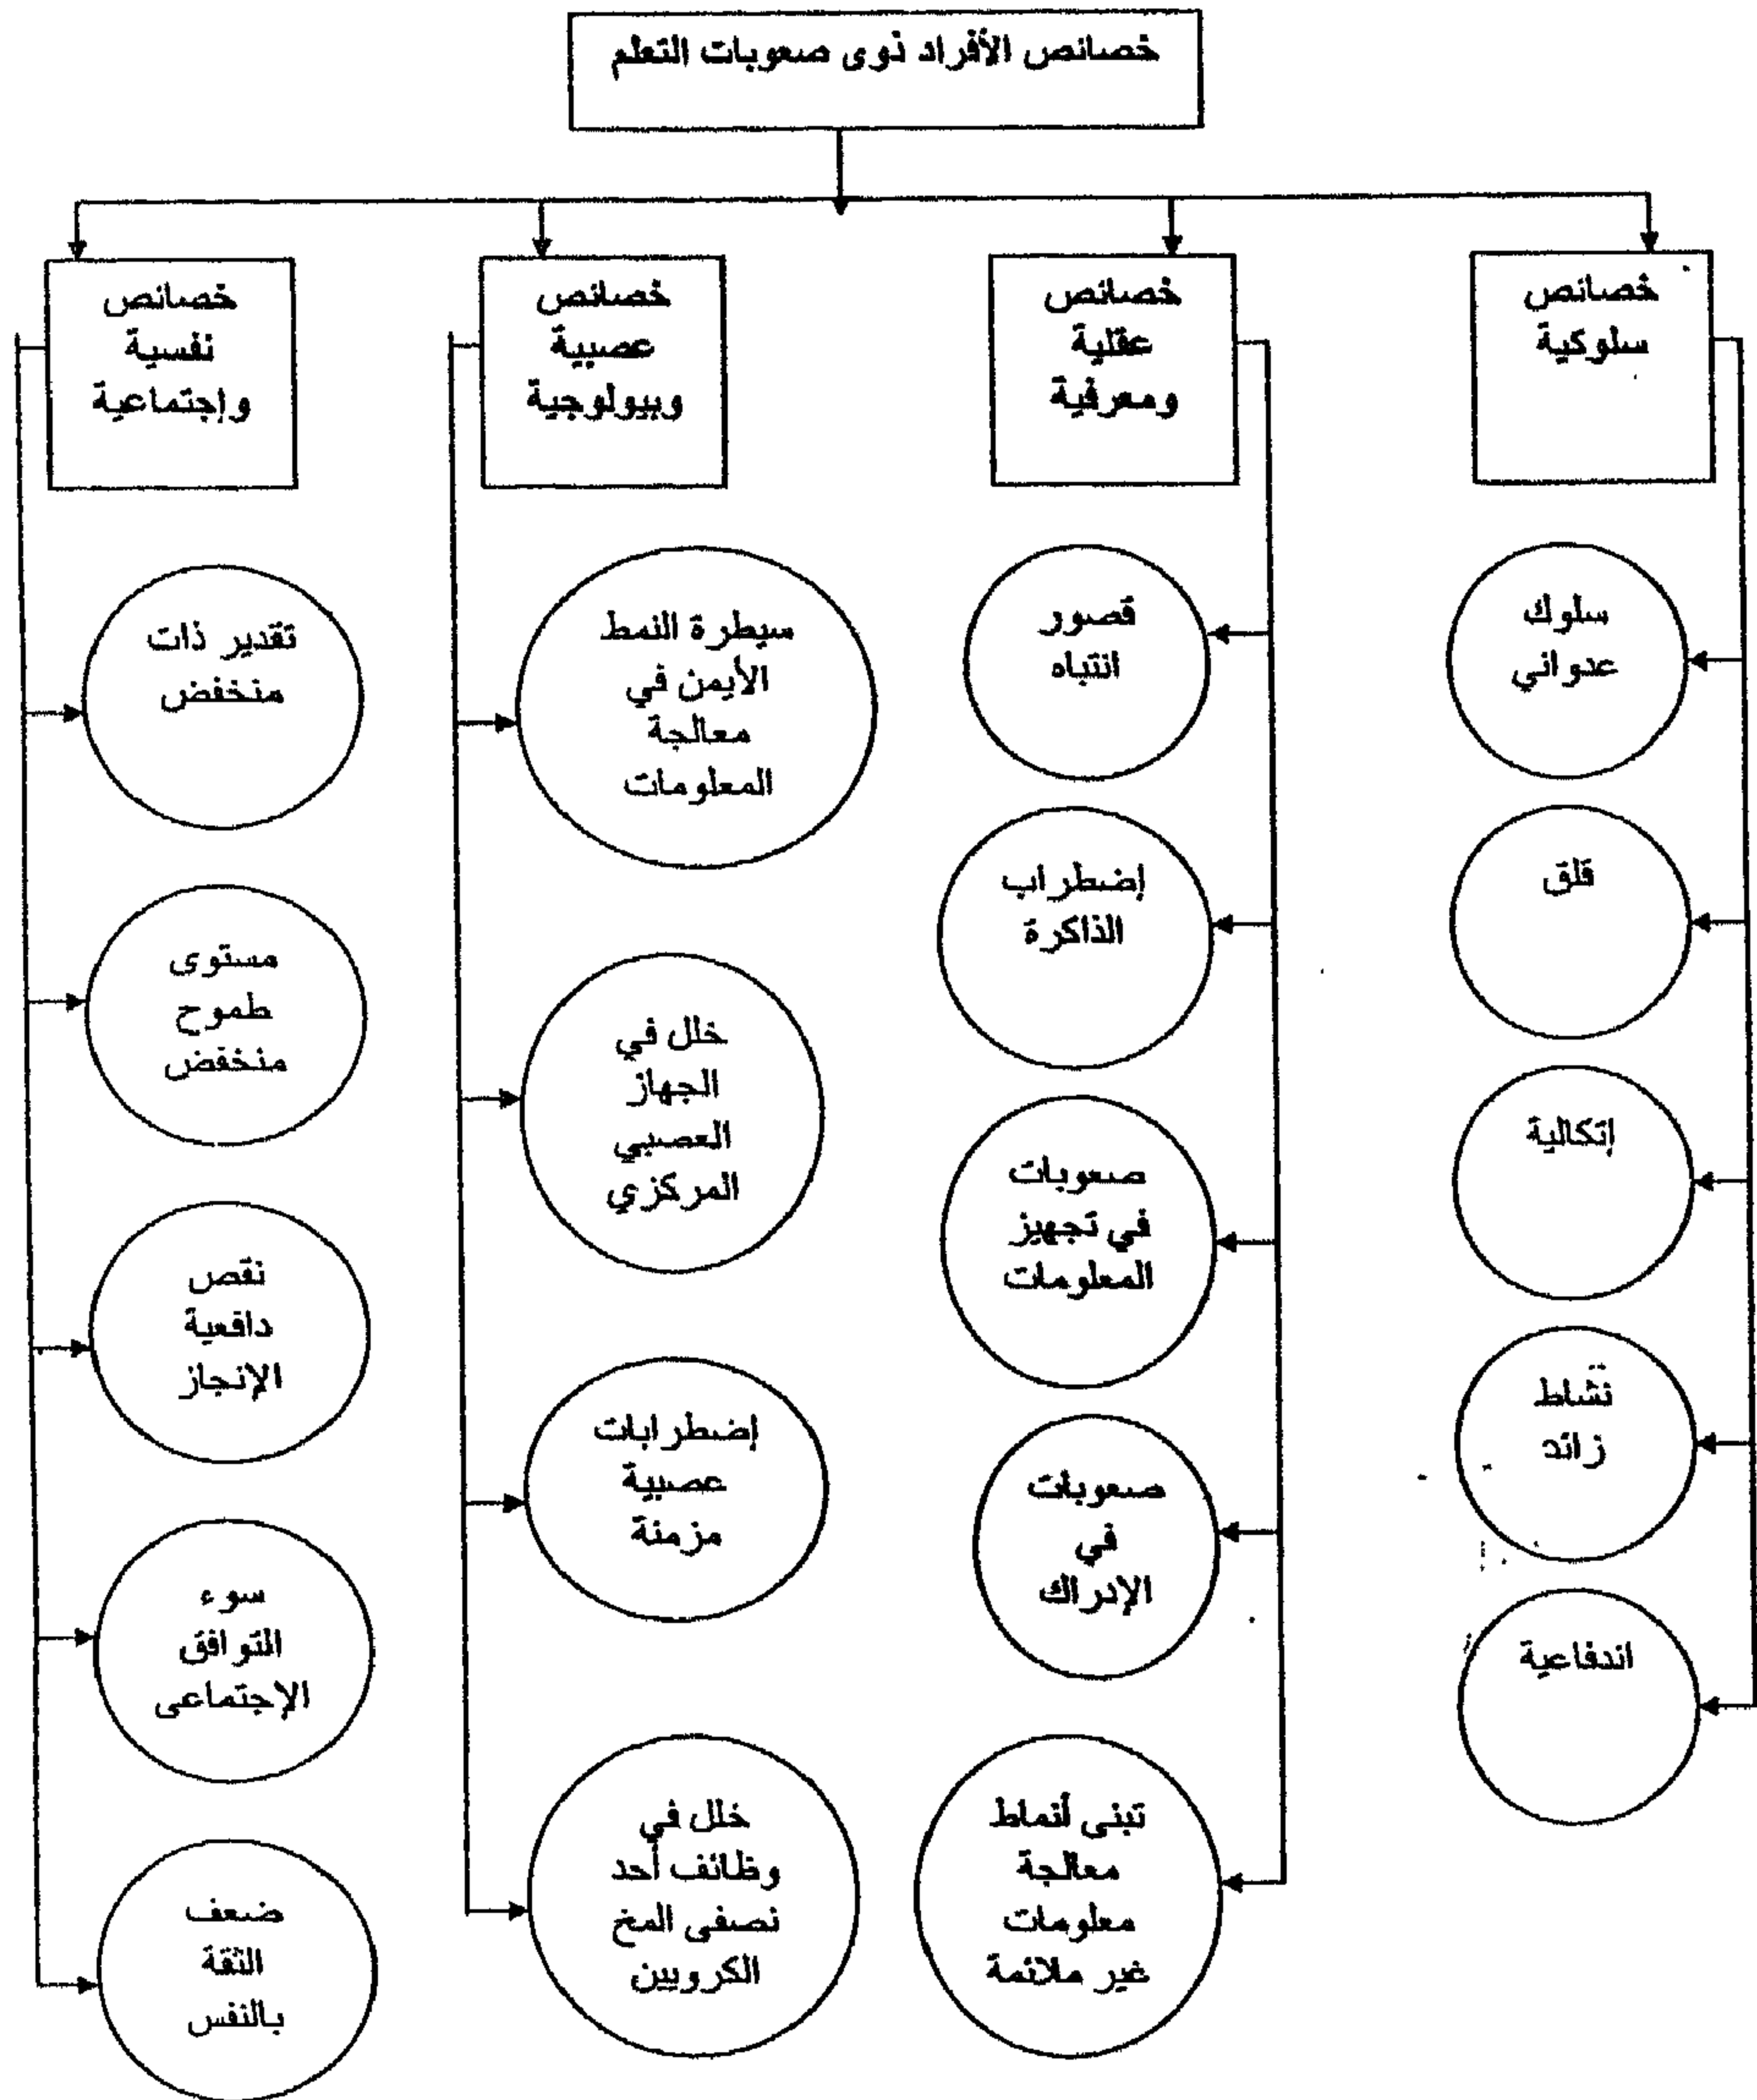 خصائص الأفراد ذوى صعوبات التعلم
خصائص
سلوكية
سلوك
عدواني
قلق
إتكالية
نشاط
زائد
اندفاعية
خصائص
عقلية
ومعرفية
قصور
انتباه
إضطراب
الذاكرة
صعوبات
في تجهيز
المعلومات
صعوبات
في
الإدراك
تبنى أنماط
معالجة
معلومات
غير ملائمة
خصائص
عصبية
وبيولوجية
سيطرة النمط
الأيمن في
معالجة
المعلومات
خلل في
الجهاز
العصبي
المركزي
إضطرابات
عصبية
مزمنة
خلل في
وظائف أحد
نصفى المخ
الكرويين
خصائص
نفسية
وإجتماعية
تقدير ذات
منخفض
مستوى
طموح
منخفض
نقص
دافعية
الإنجاز
سوء
التوافق
الإجتماعى
ضعف
الثقة
بالنفس